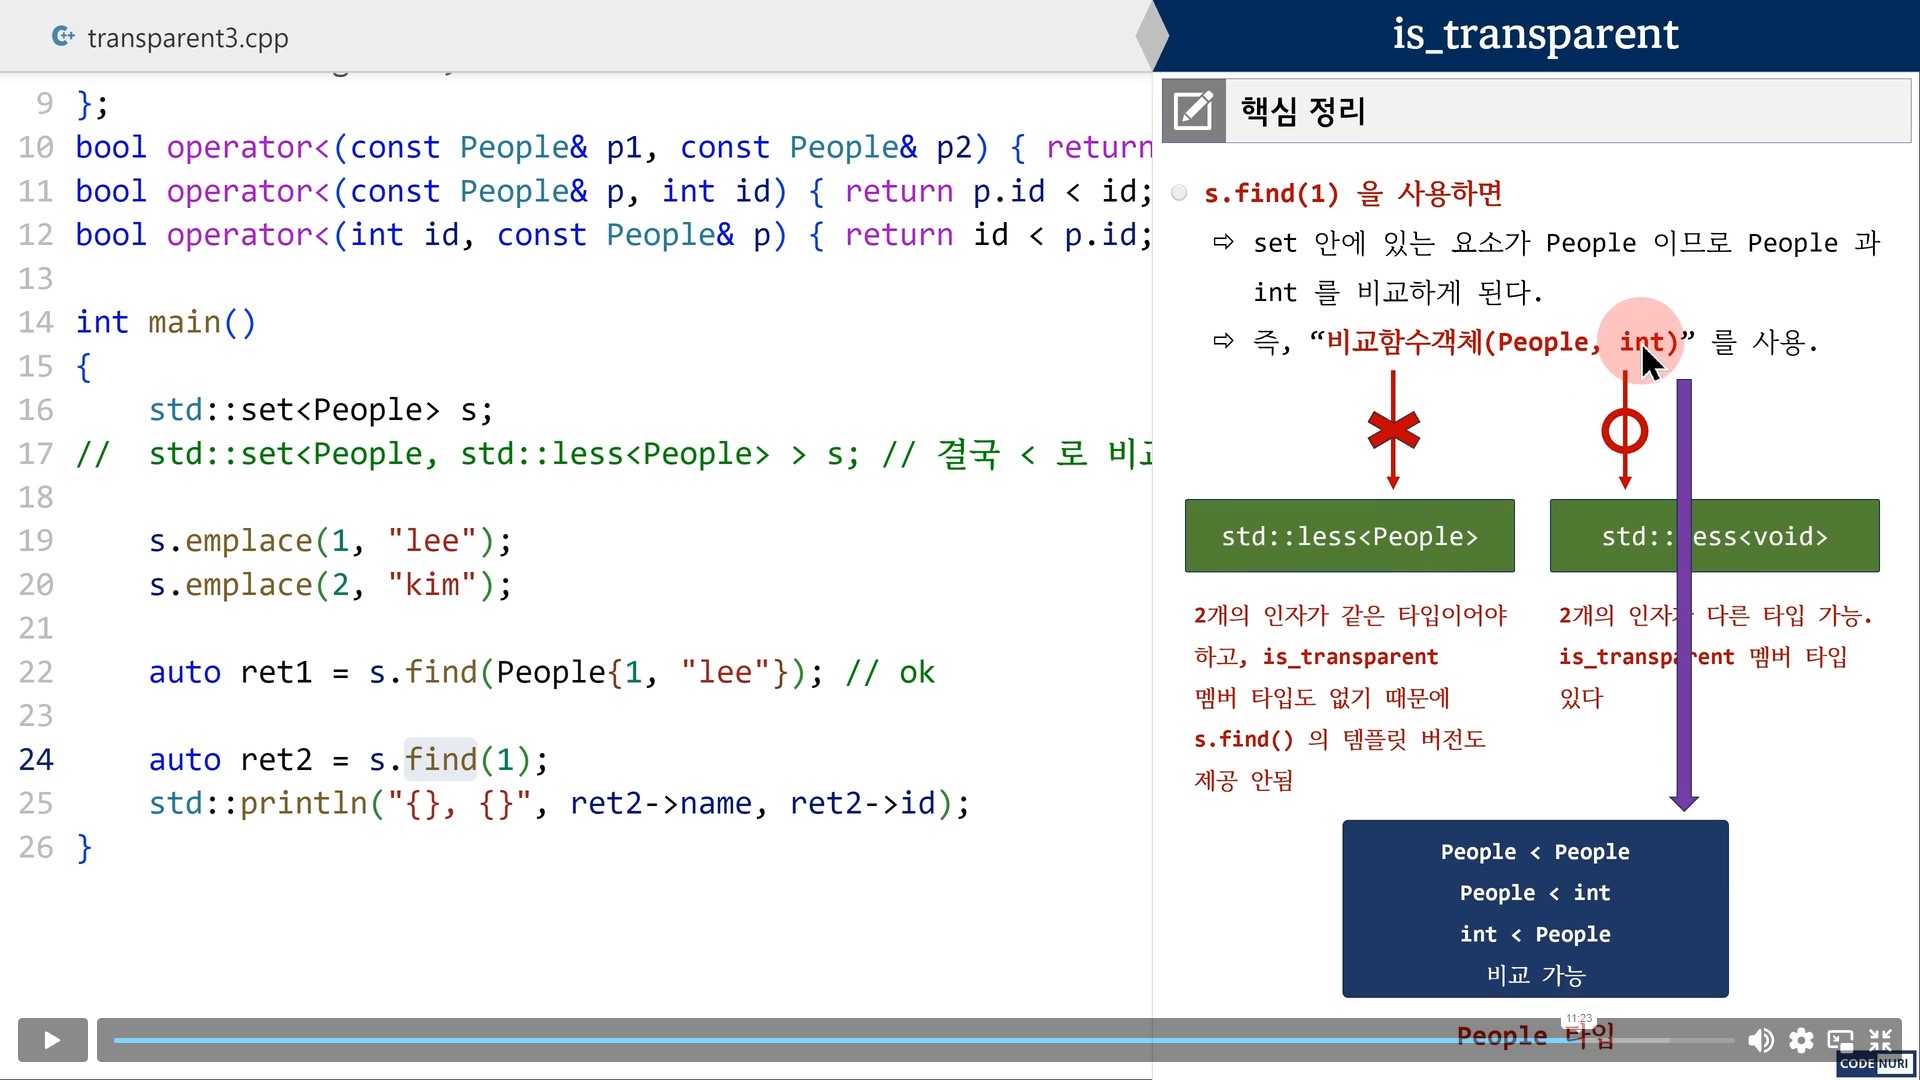 transparent3.cpp
is_transparent
핵심 정리
9 };
10 bool operator<(const People& p1, const People& p2) { return
11 bool operator<(const People& p, int id) { return p.id < id;
12 bool operator<(int id, const People& p) { return id < p.id;
13
14 int main()
15 {
16 std::set<People> s;
17 // std::set<People, std::less<People> > s; // 결국 < 로 비교
18
19 s.emplace(1, "lee");
20 s.emplace(2, "kim");
21
22 auto ret1 = s.find(People{1, "lee"}); // ok
23
24 auto ret2 = s.find(1);
25 std::println("{}, {}", ret2->name, ret2->id);
26 }
s.find(1) 을 사용하면
⇨ set 안에 있는 요소가 People 이므로 People 과
int 를 비교하게 된다.
⇨ 즉, “비교함수객체(People, int)” 를 사용.
std::less<People>
std::less<void>
2개의 인자가 같은 타입이어야
하고, is_transparent
멤버 타입도 없기 때문에
s.find() 의 템플릿 버전도
제공 안됨
2개의 인자가 다른 타입 가능.
is_transparent 멤버 타입
있다
People < People
People < int
int < People
비교 가능
11:23
People 타입
CODE NURI